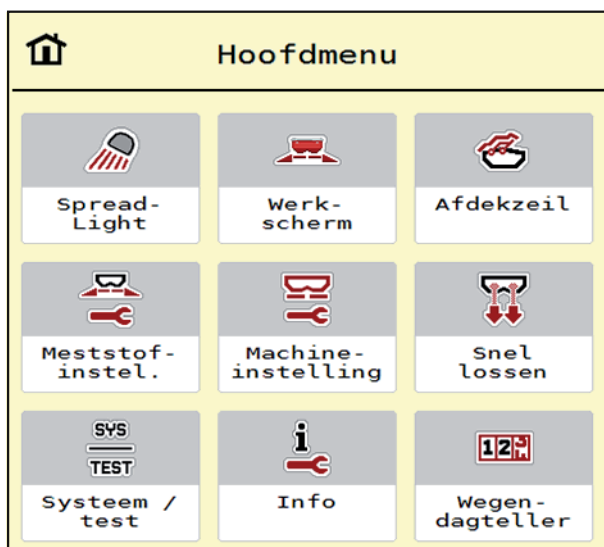 Hoofdmenu
Spread-
Light
Werk-
scherm
Afdekzeil
Meststof-
instel.
Machine-
instelling
Snel
lossen
SYS
TEST
Systeem /
test
i
Info
123
Wegen-
dagteller